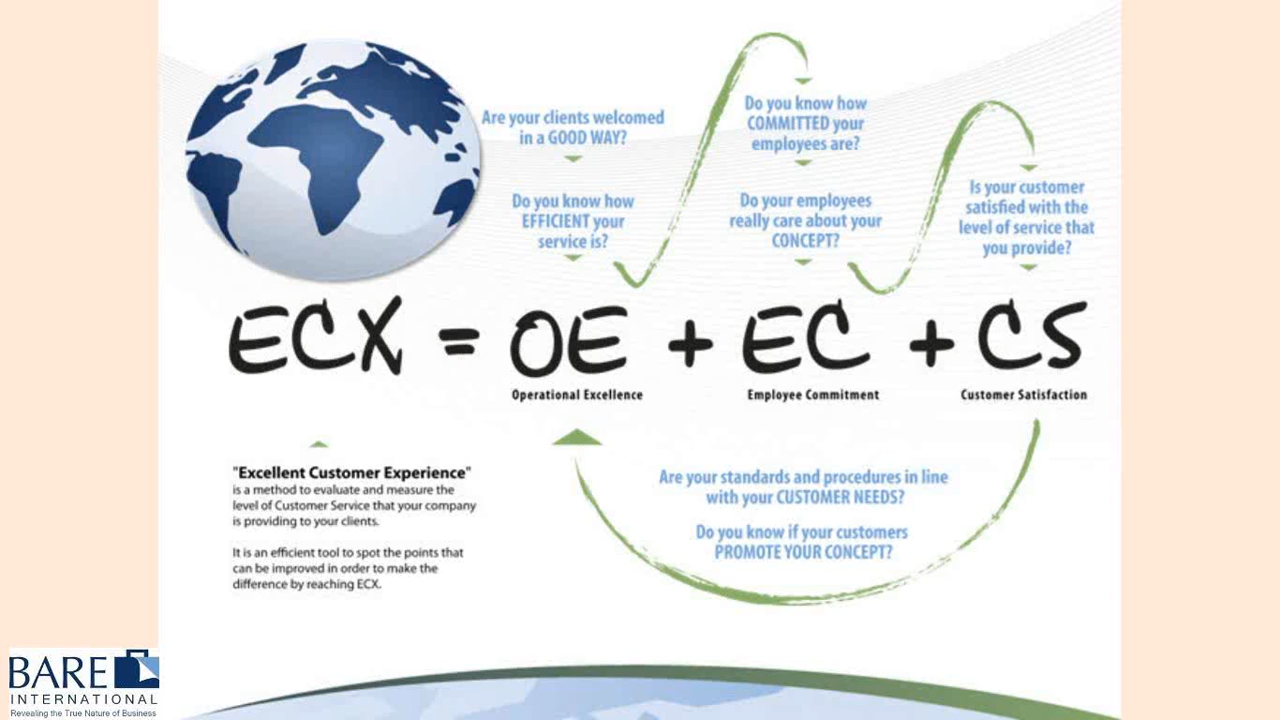 Are your clients welcomed
in a GOOD WAY?
Do you know how
EFFICIENT your
service is?
Do you know how
COMMITTED your
employees are?
Do your employees
really care about your
CONCEPT?
Is your customer
satisfied with the
level of service that
you provide?
ECX = OE + EC + CS
Operational Excellence
Employee Commitment
Customer Satisfaction
"Excellent Customer Experience"
is a method to evaluate and measure the
level of Customer Service that your company
is providing to your clients.
It is an efficient tool to spot the points that
can be improved in order to make the
difference by reaching ECX.
Are your standards and procedures in line
with your CUSTOMER NEEDS?
Do you know if your customers
PROMOTE YOUR CONCEPT?
BARE
INTERNATIONAL
Revealing the True Nature of Business